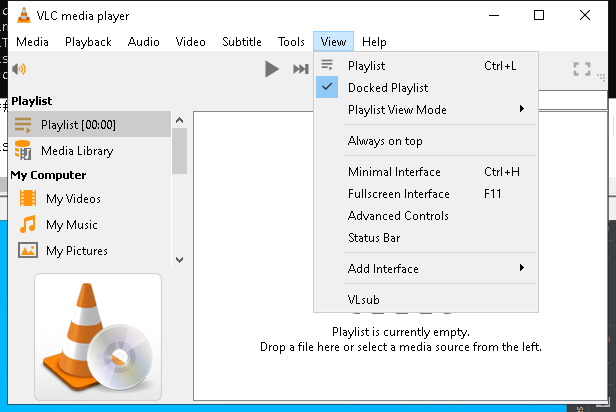 VLC media player
Media Playback Audio Video Subtitle Tools View Help
Playlist Ctrl+L
Docked Playlist
Playlist View Mode
Always on top
Minimal Interface Ctrl+H
Fullscreen Interface F11
Advanced Controls
Status Bar
Add Interface
VLsub
Playlist
Playlist [00:00]
Media Library
My Computer
My Videos
My Music
My Pictures
Playlist is currently empty.
Drop a file here or select a media source from the left.